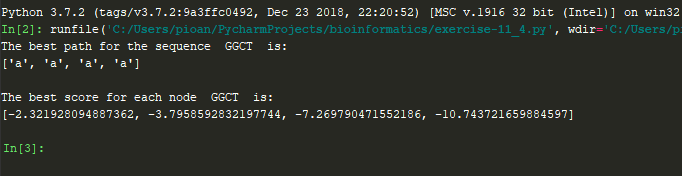 Python 3.7.2 (tags/v3.7.2:9a3ffc0492, Dec 23 2018, 22:20:52) [MSC v.1916 32 bit (Intel)] on win32
In[2]: runfile('C:/Users/pioan/PycharmProjects/bioinformatics/exercise-11_4.py', wdir='C:/Users/pi
The best path for the sequence  GGCT  is:
['a', 'a', 'a', 'a']
The best score for each node  GGCT  is:
[-2.321928094887362, -3.7958592832197744, -7.269790471552186, -10.743721659884597]
In[3]: